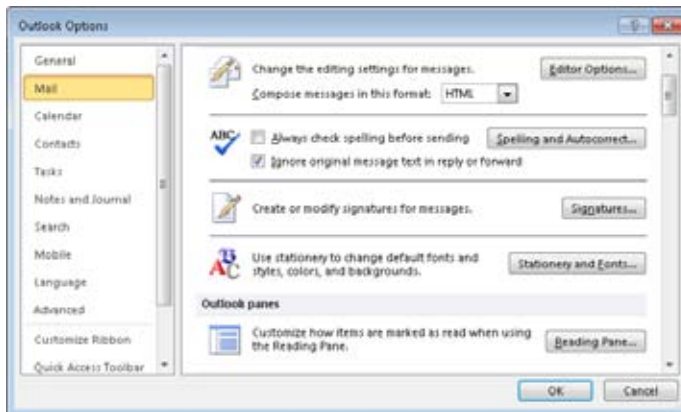 Outlook Options
General
Mail
Calendar
Contacts
Tasks
Notes and Journal
Search
Mobile
Language
Advanced
Customize Ribbon
Quick Access Toolbar
Change the editing settings for messages.
Editor Options...
Compose messages in this format: HTML
ABC
Always check spelling before sending
Spelling and Autocorrect...
Ignore original message text in reply or forward
Create or modify signatures for messages.
Signatures...
Use stationery to change default fonts and
styles, colors, and backgrounds.
Stationery and Fonts...
Outlook panes
Customize how items are marked as read when using
the Reading Pane.
Reading Pane...
OK
Cancel